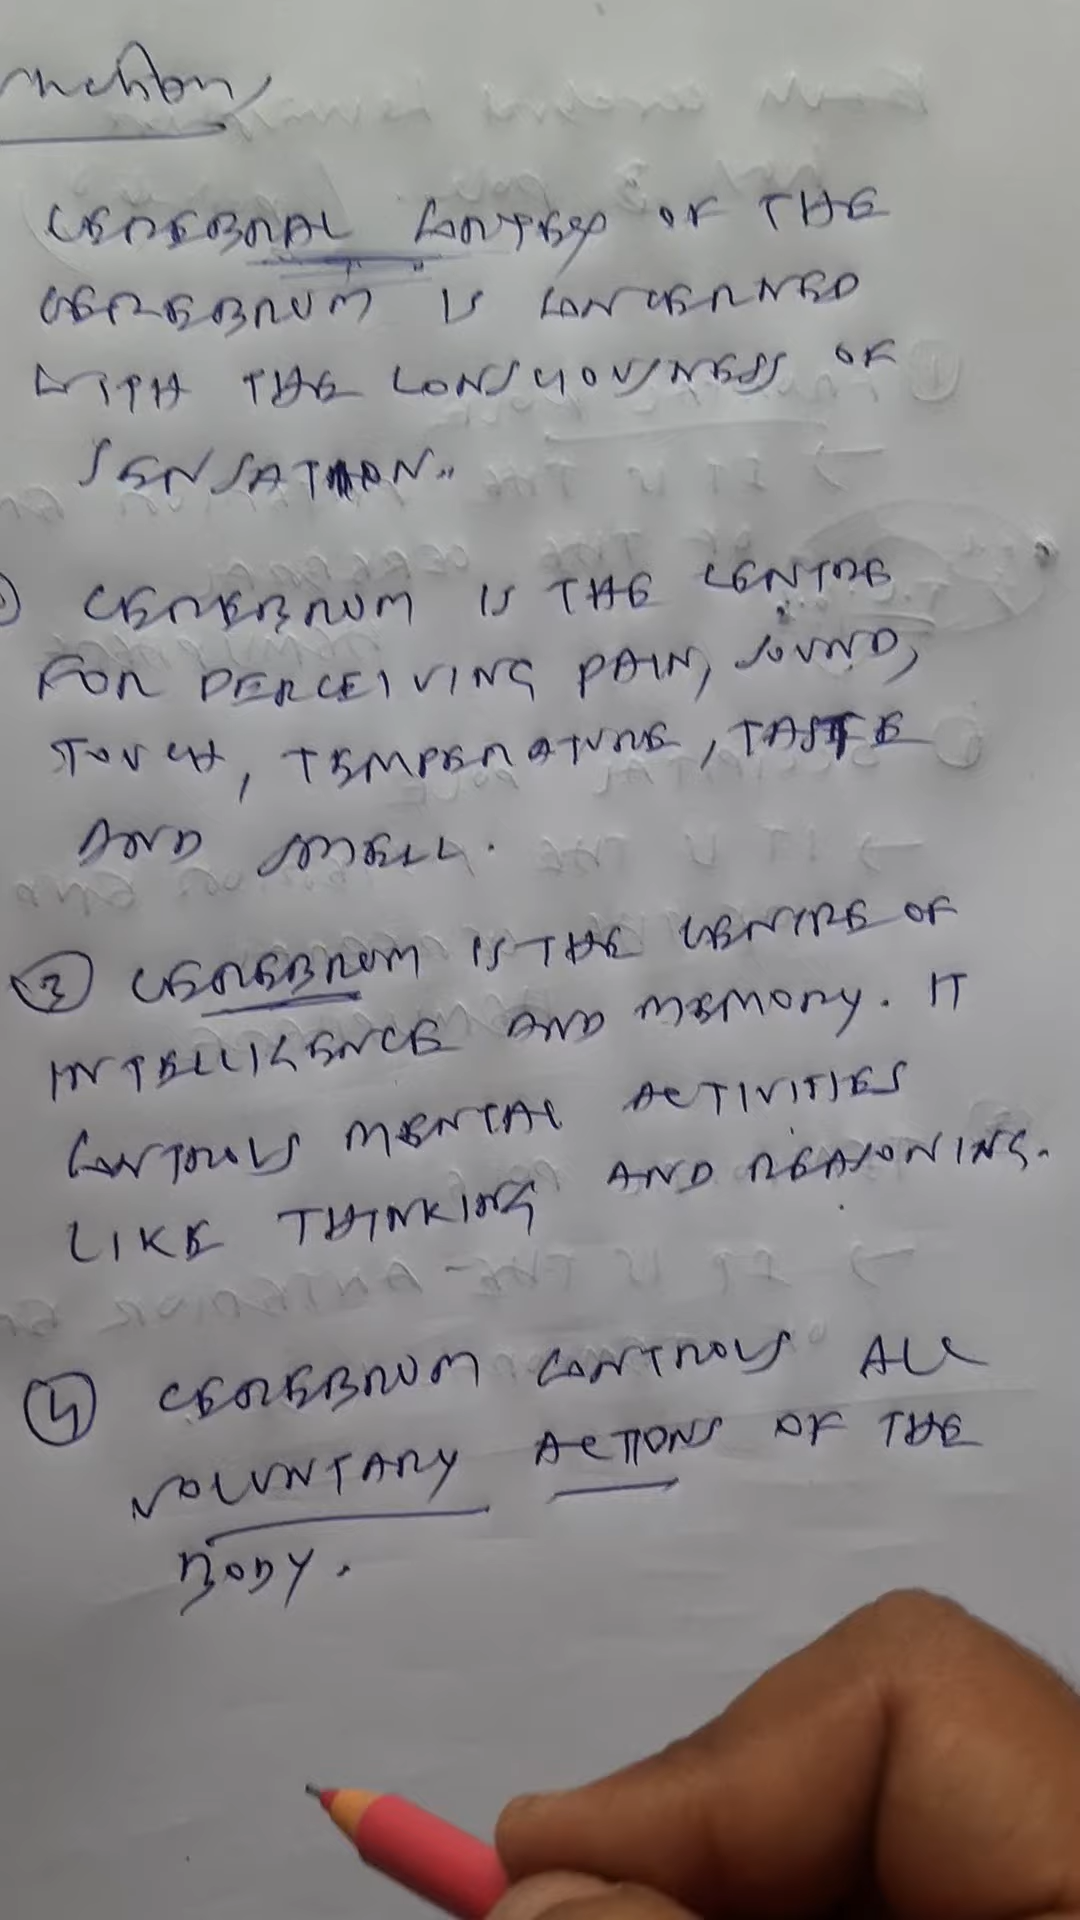 nction
CEREBRAL CORTEX OF THE
CEREBRUM IS CONCERNED
WITH THE CONSCIOUSNESS OF
SENSATION.
CEREBRUM IS THE CENTRE
FOR PERCEIVING PAIN, SOUND,
TOUCH, TEMPERATURE, TASTE
AND SMELL.
③ CEREBRUM IS THE CENTRE OF
INTELLIGENCE AND MEMORY. IT
CONTROLS MENTAL ACTIVITIES
LIKE THINKING AND REASONING.
④ CEREBRUM CONTROLS ALL
VOLUNTARY ACTIONS OF THE
BODY.